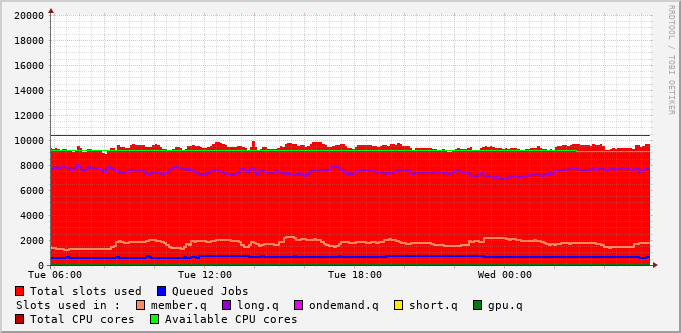 20000
18000
16000
14000
12000
10000
8000
6000
4000
2000
0
Tue 06:00 Tue 12:00 Tue 18:00 Wed 00:00
Total slots used Queued Jobs
Slots used in : member.q long.q ondemand.q short.q gpu.q
Total CPU cores Available CPU cores
RRDTOOL / TOBI OETIKER